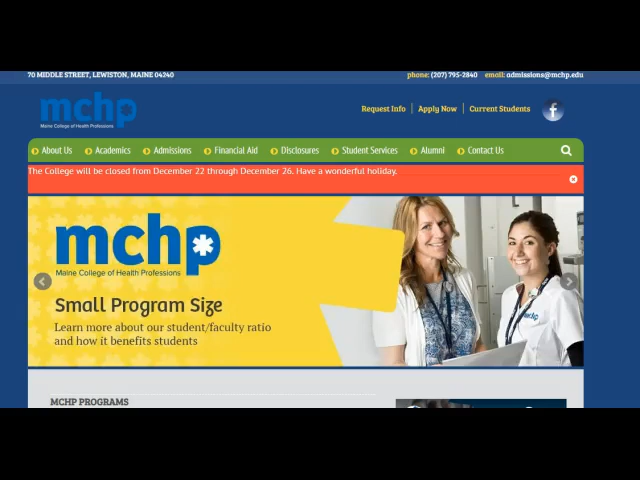 70 MIDDLE STREET, LEWISTON, MAINE 04240
phone: (207) 795-2840 email: admissions@mchp.edu
mchp
Maine College of Health Professions
Request Info
Apply Now
Current Students
f
About Us
Academics
Admissions
Financial Aid
Disclosures
Student Services
Alumni
Contact Us
The College will be closed from December 22 through December 26. Have a wonderful holiday.
mchp
Maine College of Health Professions
Small Program Size
Learn more about our student/faculty ratio
and how it benefits students
mchp
MCHP PROGRAMS